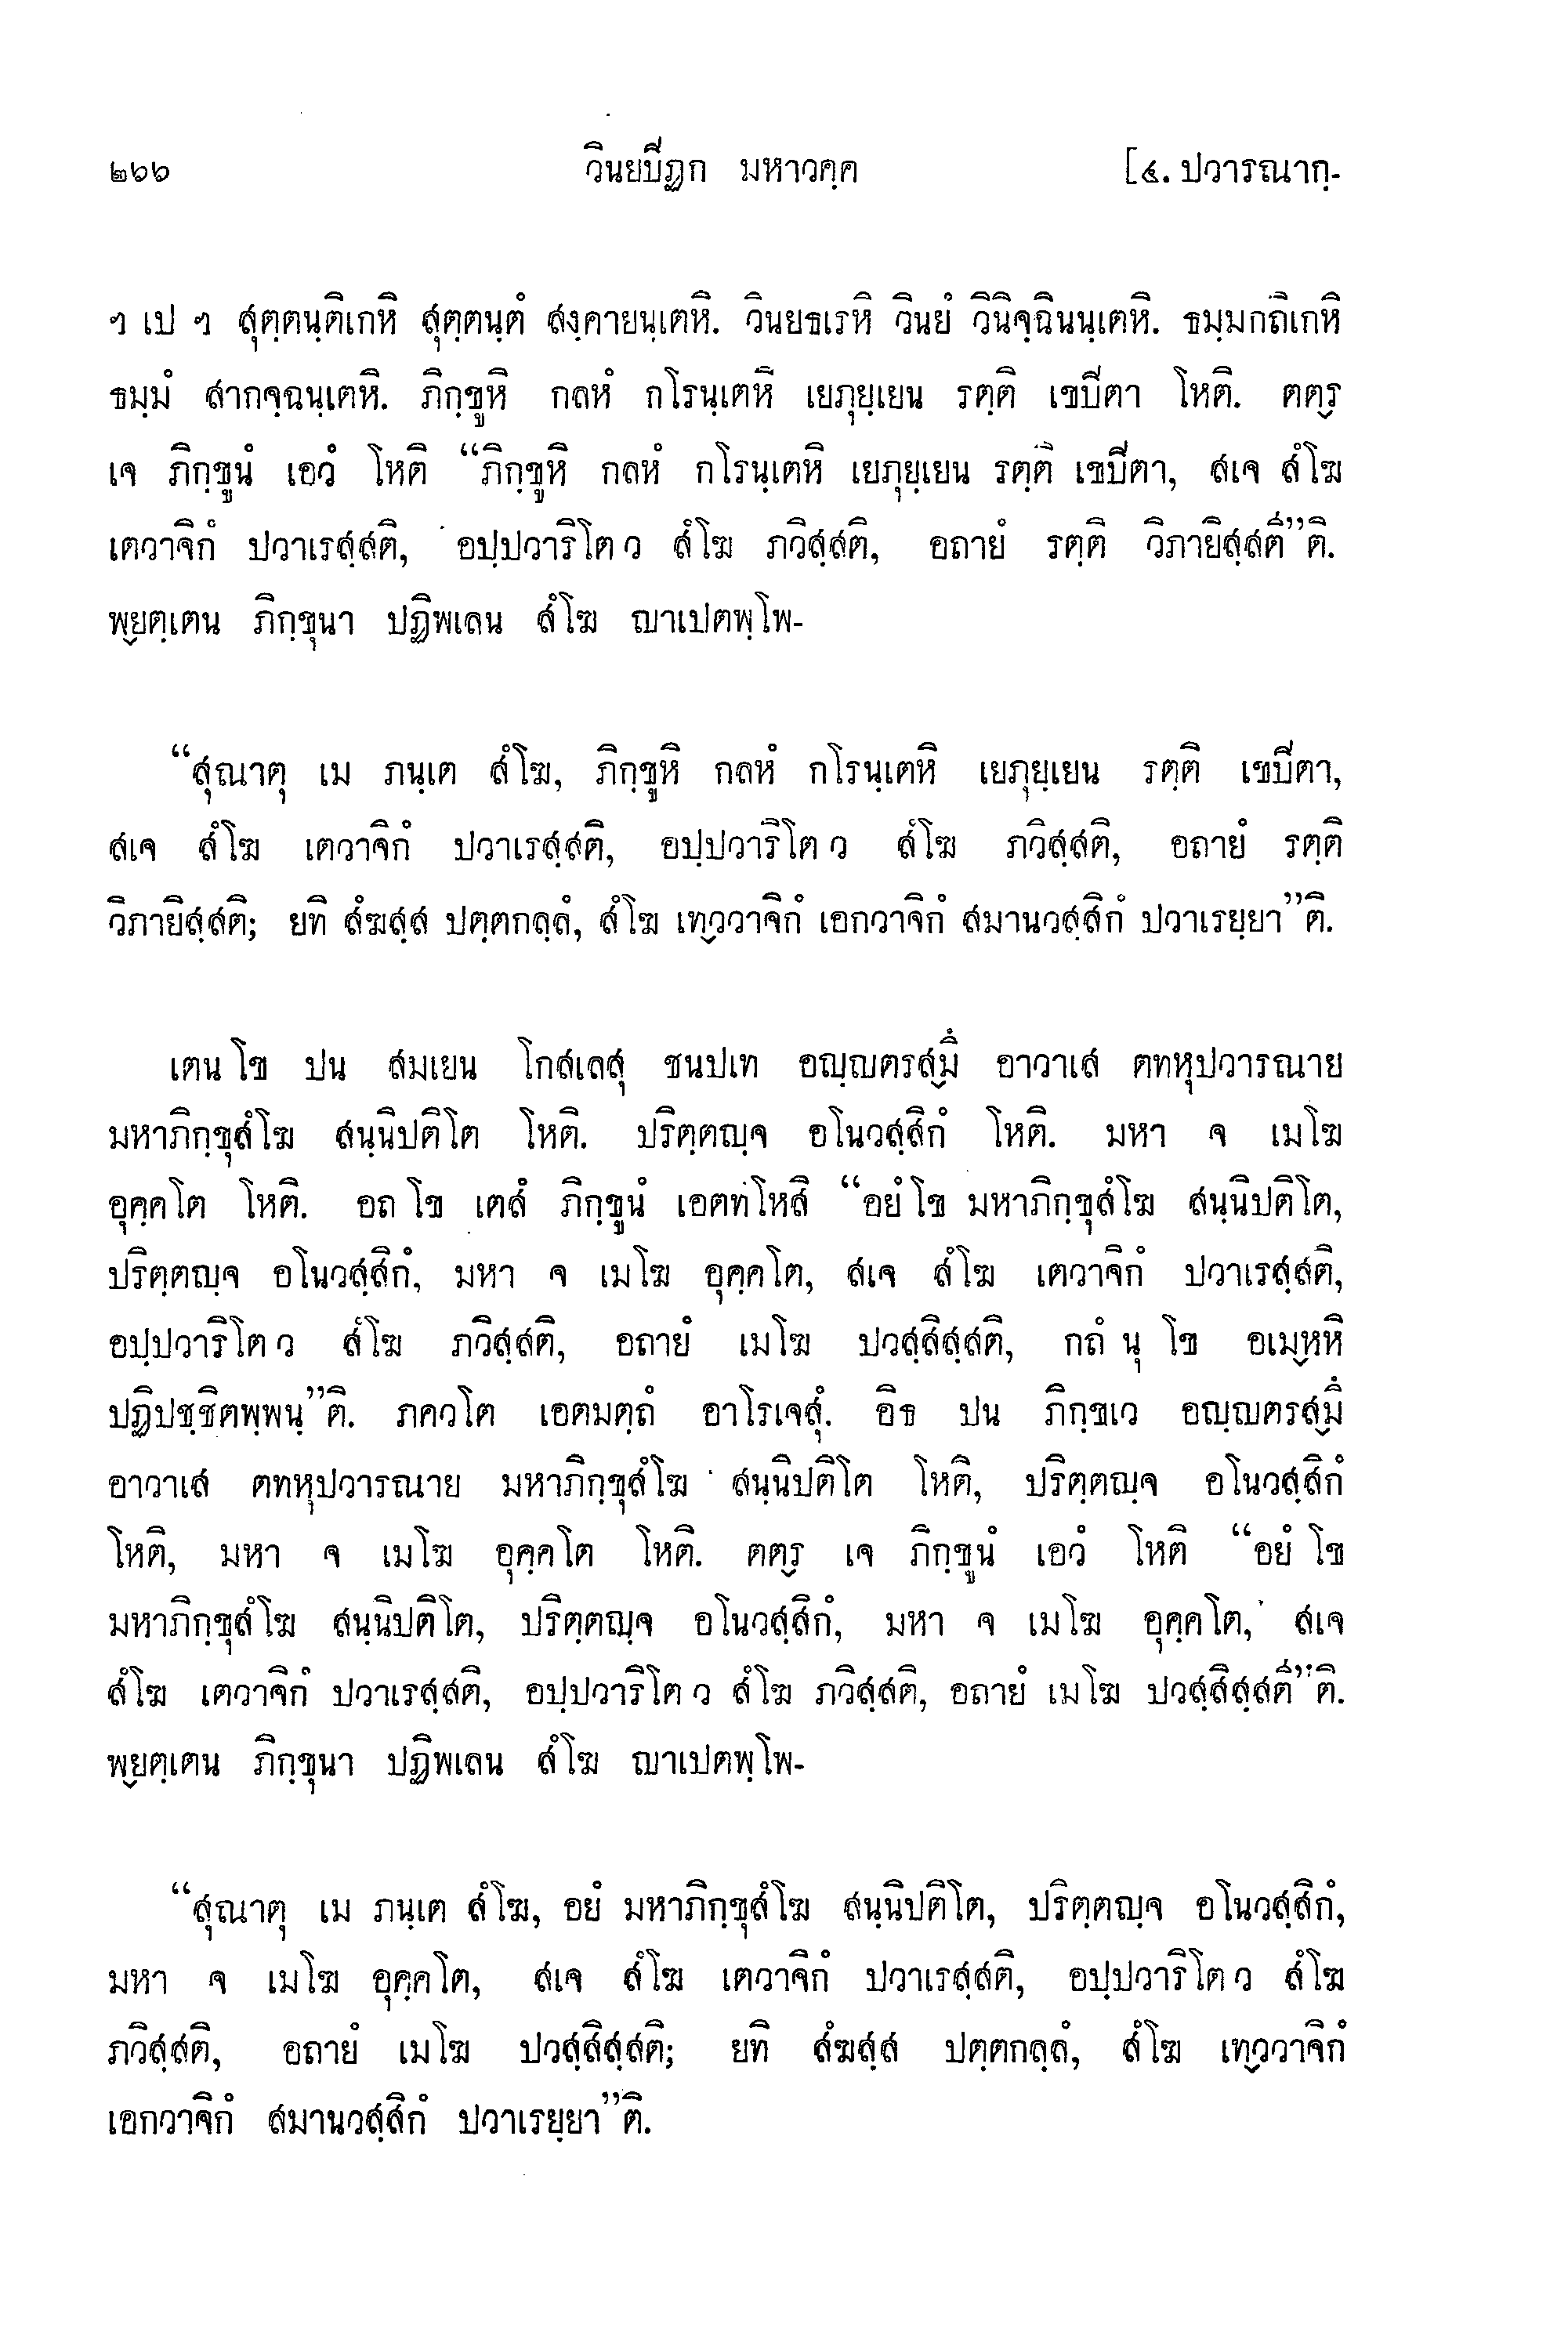 ๒๖๖ วินยปิฏก มหาวคฺค [๔. ปวารณากฺ-
ฯ เป ฯ สุตฺตนฺติเกหิ สุตฺตนฺตํ สงฺคายนฺเตหิ. วินยธเรหิ วินยํ วินิจฺฉินนฺเตหิ. ธมฺมกถิเกหิ
ธมฺมํ สากจฺฉนฺเตหิ. ภิกฺขูหิ กลหํ กโรนฺเตหิ เยภุยฺเยน รตฺติ เขปิตา โหติ. ตตฺร
เจ ภิกฺขูนํ เอวํ โหติ “ภิกฺขูหิ กลหํ กโรนฺเตหิ เยภุยฺเยน รตฺติ เขปิตา, สเจ สํโฆ
เตวาจิกํ ปวาเรสฺสติ, อปฺปวาริโต ว สํโฆ ภวิสฺสติ, อถายํ รตฺติ วิภายิสฺสตี”ติ.
พฺยตฺเตน ภิกฺขุนา ปฏิพเลน สํโฆ ญาเปตพฺโพ-
“สุณาตุ เม ภนฺเต สํโฆ, ภิกฺขูหิ กลหํ กโรนฺเตหิ เยภุยฺเยน รตฺติ เขปิตา,
สเจ สํโฆ เตวาจิกํ ปวาเรสฺสติ, อปฺปวาริโต ว สํโฆ ภวิสฺสติ, อถายํ รตฺติ
วิภายิสฺสติ; ยทิ สํฆสฺส ปตฺตกลฺลํ, สํโฆ เทฺววาจิกํ เอกวาจิกํ สมานวสฺสิกํ ปวาเรยฺยา”ติ.
เตน โข ปน สมเยน โกสเลสุ ชนปเท อญฺญตรสฺมึ อาวาเส ตทหุปวารณาย
มหาภิกฺขุสํโฆ สนฺนิปติโต โหติ. ปริตฺตญฺจ อโนวสฺสิกํ โหติ. มหา จ เมโฆ
อุคฺคโต โหติ. อถ โข เตสํ ภิกฺขูนํ เอตทโหสิ “อยํ โข มหาภิกฺขุสํโฆ สนฺนิปติโต,
ปริตฺตญฺจ อโนวสฺสิกํ, มหา จ เมโฆ อุคฺคโต, สเจ สํโฆ เตวาจิกํ ปวาเรสฺสติ,
อปฺปวาริโต ว สํโฆ ภวิสฺสติ, อถายํ เมโฆ ปวสฺสิสฺสติ, กถํ นุ โข อเมฺหหิ
ปฏิปชฺชิตพฺพนฺ”ติ. ภควโต เอตมตฺถํ อาโรเจสุํ. อิธ ปน ภิกฺขเว อญฺญตรสฺมึ
อาวาเส ตทหุปวารณาย มหาภิกฺขุสํโฆ สนฺนิปติโต โหติ, ปริตฺตญฺจ อโนวสฺสิกํ
โหติ, มหา จ เมโฆ อุคฺคโต โหติ. ตตฺร เจ ภิกฺขูนํ เอวํ โหติ “อยํ โข
มหาภิกฺขุสํโฆ สนฺนิปติโต, ปริตฺตญฺจ อโนวสฺสิกํ, มหา จ เมโฆ อุคฺคโต, สเจ
สํโฆ เตวาจิกํ ปวาเรสฺสติ, อปฺปวาริโต ว สํโฆ ภวิสฺสติ, อถายํ เมโฆ ปวสฺสิสฺสตี”ติ.
พฺยตฺเตน ภิกฺขุนา ปฏิพเลน สํโฆ ญาเปตพฺโพ-
“สุณาตุ เม ภนฺเต สํโฆ, อยํ มหาภิกฺขุสํโฆ สนฺนิปติโต, ปริตฺตญฺจ อโนวสฺสิกํ,
มหา จ เมโฆ อุคฺคโต, สเจ สํโฆ เตวาจิกํ ปวาเรสฺสติ, อปฺปวาริโต ว สํโฆ
ภวิสฺสติ, อถายํ เมโฆ ปวสฺสิสฺสติ; ยทิ สํฆสฺส ปตฺตกลฺลํ, สํโฆ เทฺววาจิกํ
เอกวาจิกํ สมานวสฺสิกํ ปวาเรยฺยา”ติ.